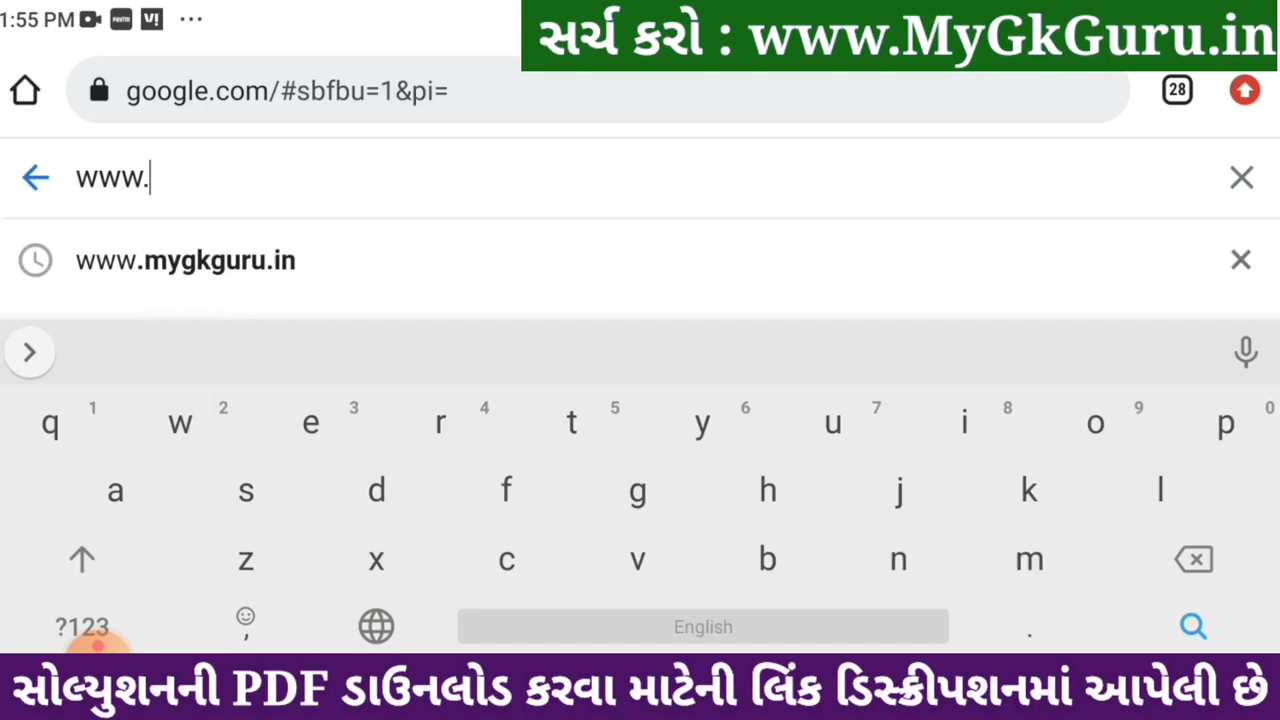 1:55 PM
સર્ચ કરો : www.MyGkGuru.in
google.com/#sbfbu=1&pi=
28
www.
www.mygkguru.in
q 1 w 2 e 3 r 4 t 5 y 6 u 7 i 8 o 9 p 0
a s d f g h j k l
z x c v b n m
?123 , English .
સોલ્યુશનની PDF ડાઉનલોડ કરવા માટેની લિંક ડિસ્ક્રીપશનમાં આપેલી છે